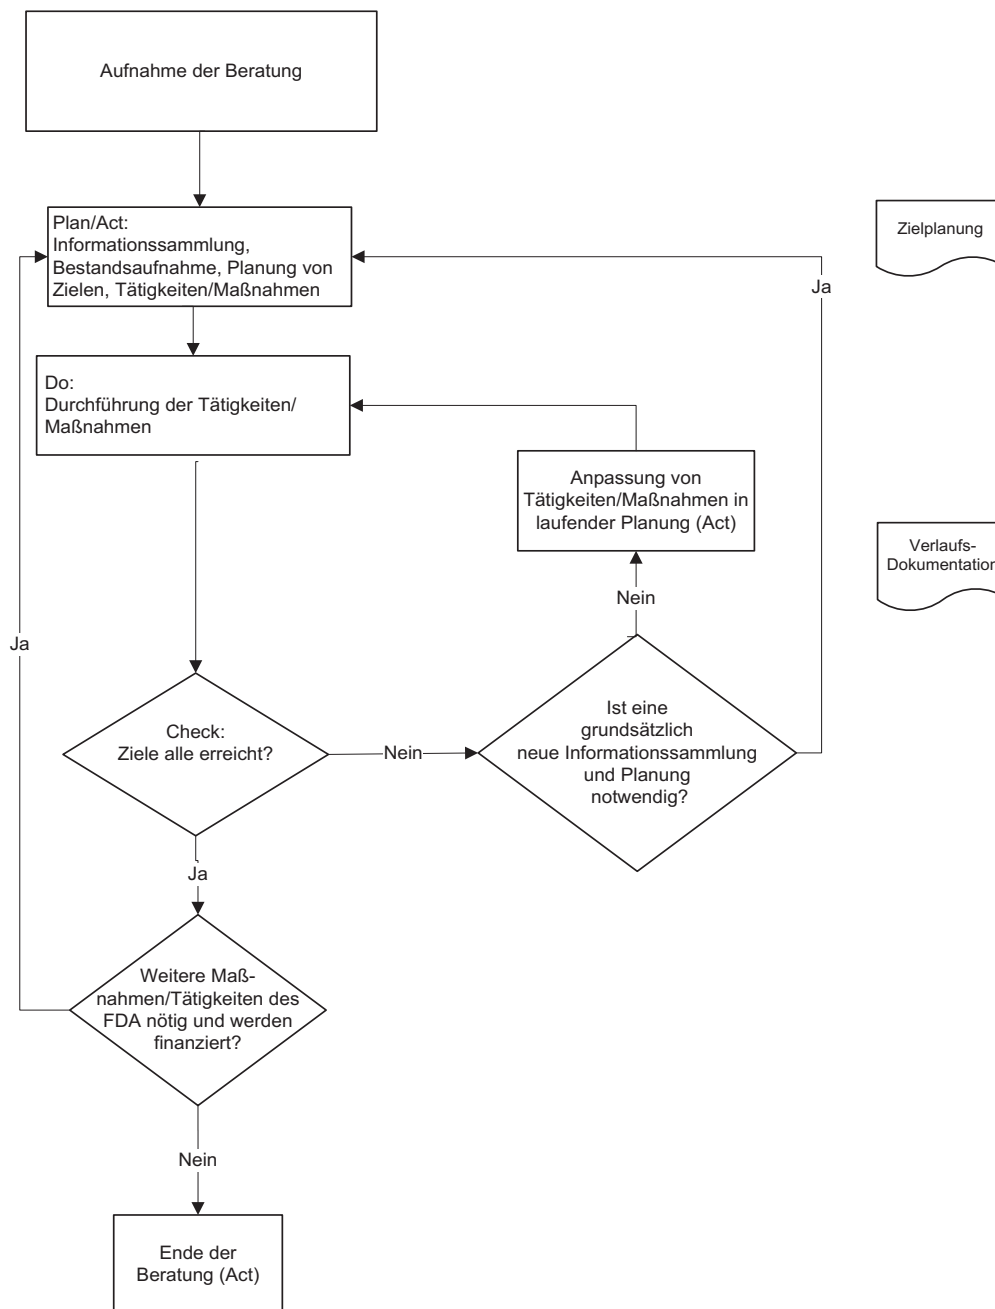 Aufnahme der Beratung
Plan/Act:
Informationssammlung,
Bestandsaufnahme, Planung von
Zielen, Tätigkeiten/Maßnahmen
Zielplanung
Ja
Do:
Durchführung der Tätigkeiten/
Maßnahmen
Anpassung von
Tätigkeiten/Maßnahmen in
laufender Planung (Act)
Verlaufs-
Dokumentation
Nein
Ja
Check:
Ziele alle erreicht?
Nein
Ist eine
grundsätzlich
neue Informationssammlung
und Planung
notwendig?
Ja
Weitere Maß-
nahmen/Tätigkeiten des
FDA nötig und werden
finanziert?
Nein
Ende der
Beratung (Act)